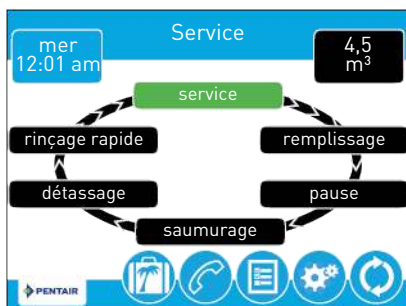 Service
mer
12:01 am
4,5
m³
service
rinçage rapide
remplissage
détassage
pause
saumurage
PENTAIR